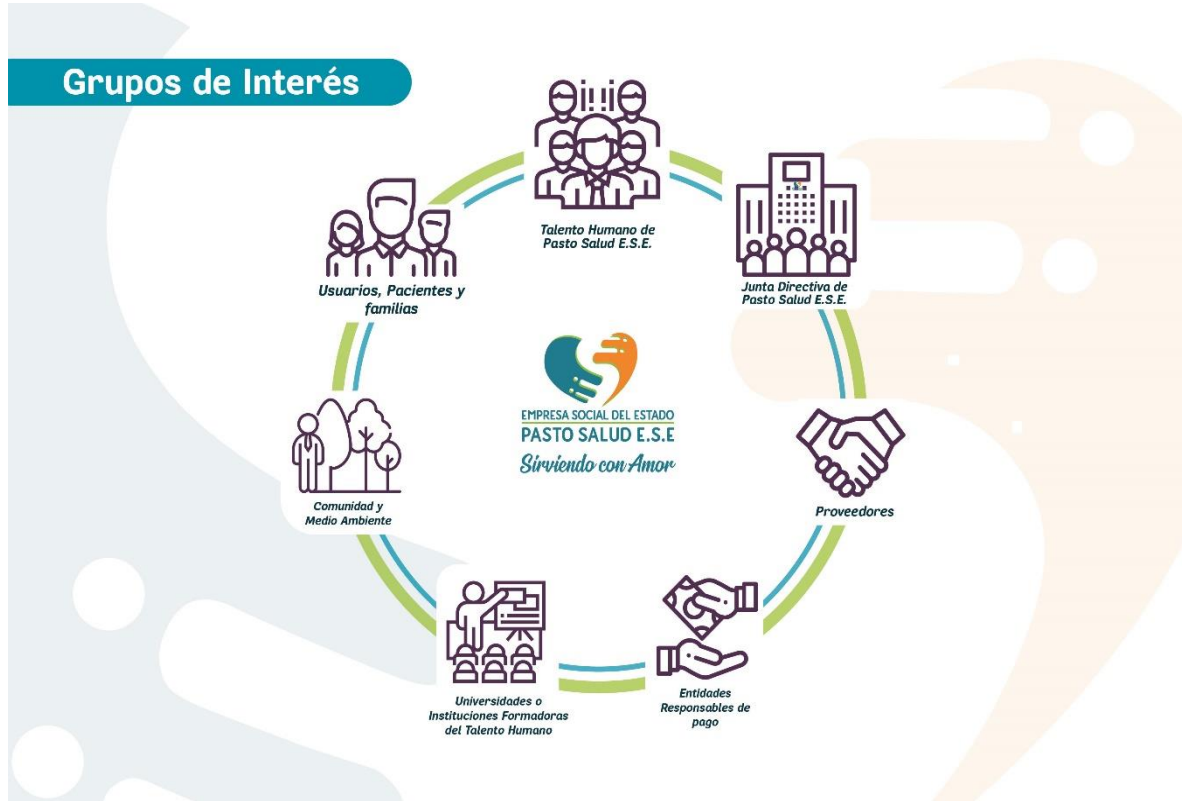 Grupos de Interés
Talento Humano de
Pasto Salud E.S.E.
Junta Directiva de
Pasto Salud E.S.E.
Usuarios, Pacientes y
familias
EMPRESA SOCIAL DEL ESTADO
PASTO SALUD E.S.E
Sirviendo con Amor
Comunidad y
Medio Ambiente
Proveedores
Universidades o
Instituciones Formadoras
del Talento Humano
Entidades
Responsables de
pago